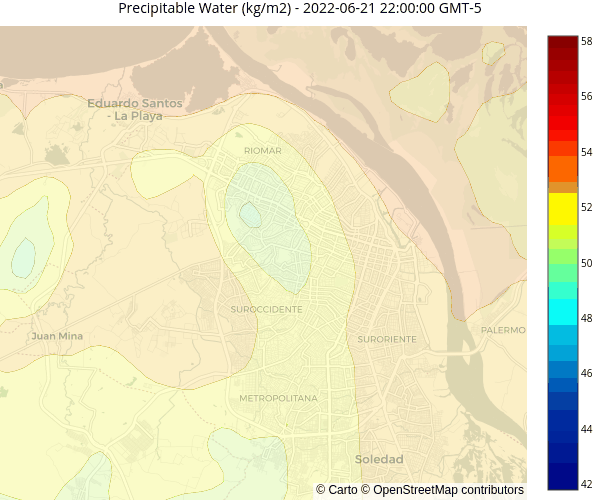 Precipitable Water (kg/m2) - 2022-06-21 22:00:00 GMT-5
58
56
54
52
50
48
46
44
42
Eduardo Santos
- La Playa
RIOMAR
SUROCCIDENTE
Juan Mina
SURORIENTE
PALERMO
METROPOLITANA
Soledad
© Carto © OpenStreetMap contributors